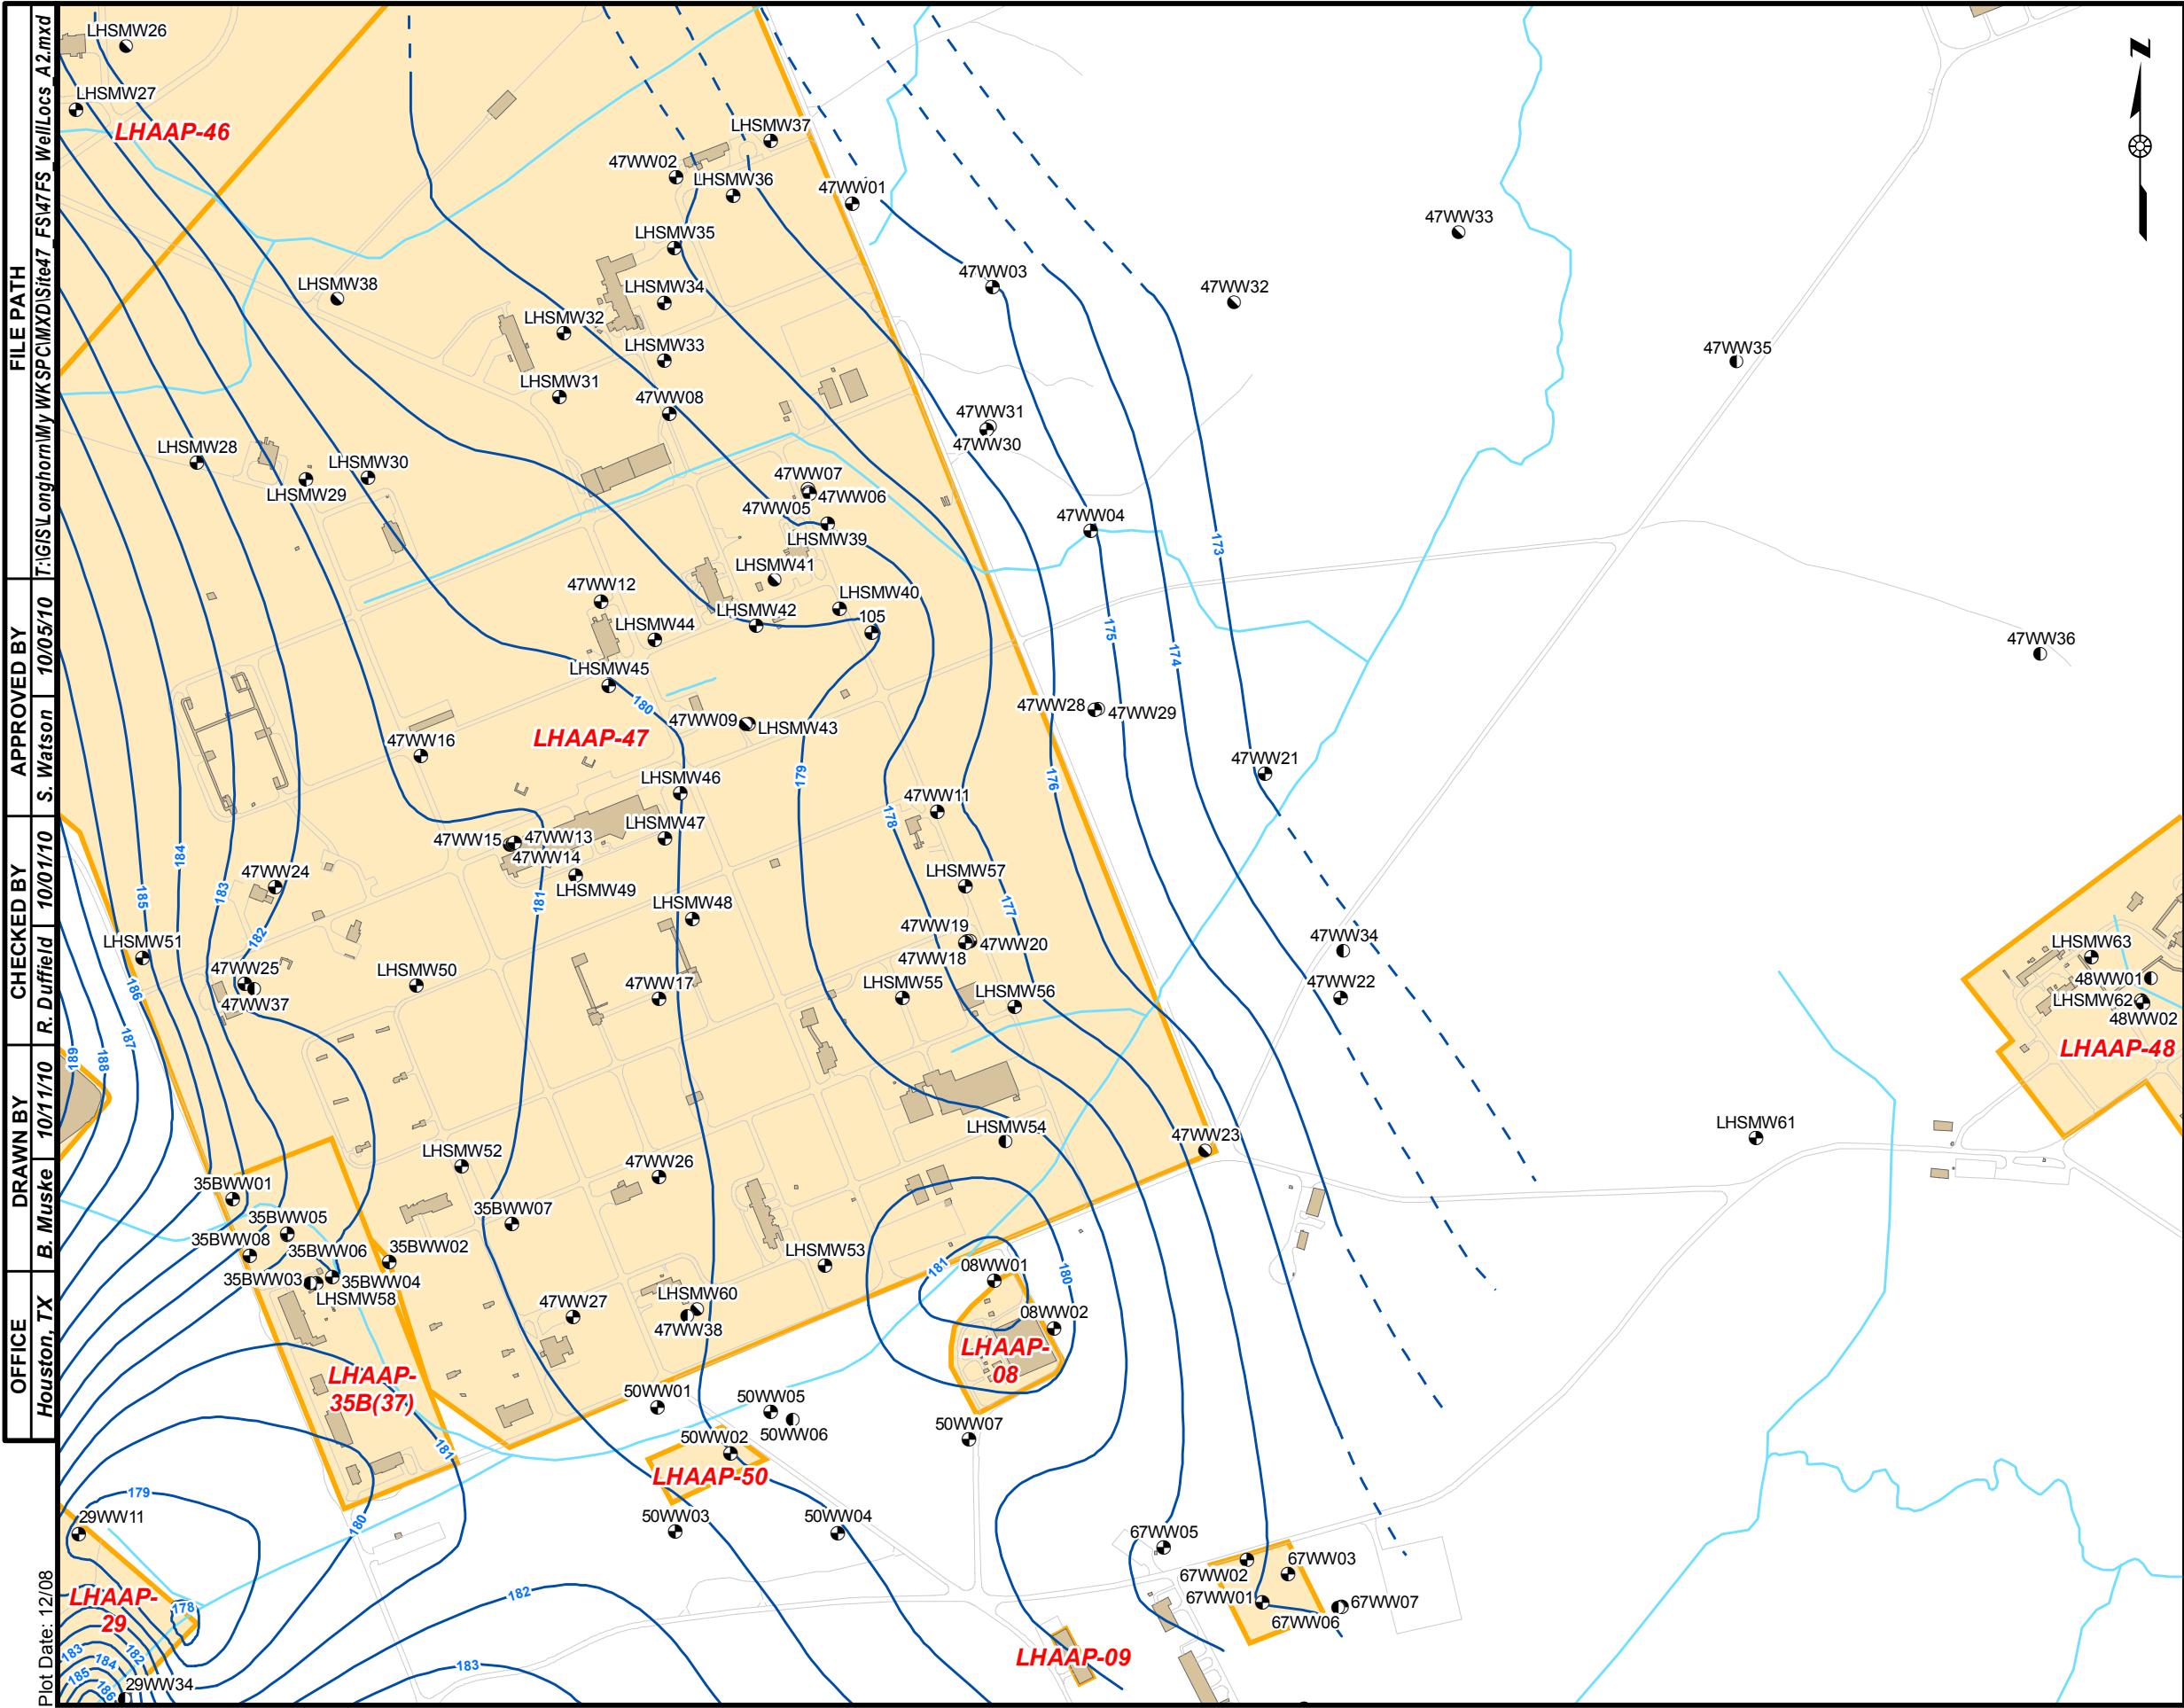 FILE PATH
T:\GIS\Longhorn\My WKSPC\MXD\Site47_FS\47FS_WellLocs_A2.mxd
APPROVED BY
S. Watson 10/05/10
CHECKED BY
R. Duffield 10/01/10
DRAWN BY
B. Muske 10/11/10
OFFICE
Houston, TX
Plot Date: 12/08
N
LHSMW26
LHSMW27
LHAAP-46
LHSMW37
47WW02
LHSMW36
47WW01
47WW33
LHSMW35
47WW03
LHSMW38
LHSMW34
47WW32
LHSMW32
LHSMW33
47WW35
LHSMW31
47WW08
47WW31
47WW30
LHSMW28
LHSMW30
LHSMW29
47WW07
47WW06
47WW05
47WW04
LHSMW39
173
LHSMW41
47WW12
LHSMW40
LHSMW42
105
LHSMW44
175
174
47WW36
LHSMW45
180
47WW28
47WW29
47WW09
LHSMW43
LHAAP-47
47WW16
47WW21
179
176
LHSMW46
47WW11
178
LHSMW47
47WW15
47WW13
47WW14
184
47WW24
LHSMW57
LHSMW49
185
183
181
LHSMW48
177
182
LHSMW51
47WW19
47WW20
47WW18
47WW34
LHSMW63
47WW25
LHSMW50
47WW17
LHSMW55
LHSMW56
47WW22
48WW01
LHSMW62
48WW02
47WW37
186
187
189
188
LHAAP-48
LHSMW54
47WW23
LHSMW61
LHSMW52
47WW26
35BWW01
35BWW05
35BWW07
35BWW08
35BWW06
35BWW02
LHSMW53
35BWW03
35BWW04
LHSMW58
181
08WW01
180
47WW27
LHSMW60
47WW38
08WW02
LHAAP-
08
LHAAP-
35B(37)
50WW01
50WW05
50WW06
50WW07
181
50WW02
LHAAP-50
179
29WW11
180
50WW03
50WW04
67WW05
67WW03
67WW02
182
67WW01
67WW07
67WW06
LHAAP-
29
178
183
184
182
185
186
183
LHAAP-09
29WW34